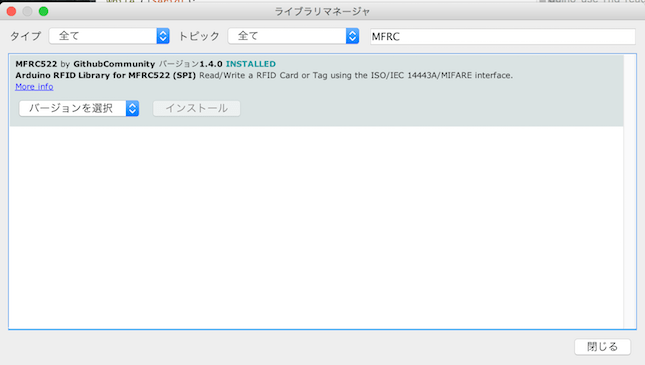 ライブラリマネージャ
タイプ 全て トピック 全て MFRC
MFRC522 by GithubCommunity バージョン1.4.0 INSTALLED
Arduino RFID Library for MFRC522 (SPI) Read/Write a RFID Card or Tag using the ISO/IEC 14443A/MIFARE interface.
More info
バージョンを選択 インストール
閉じる